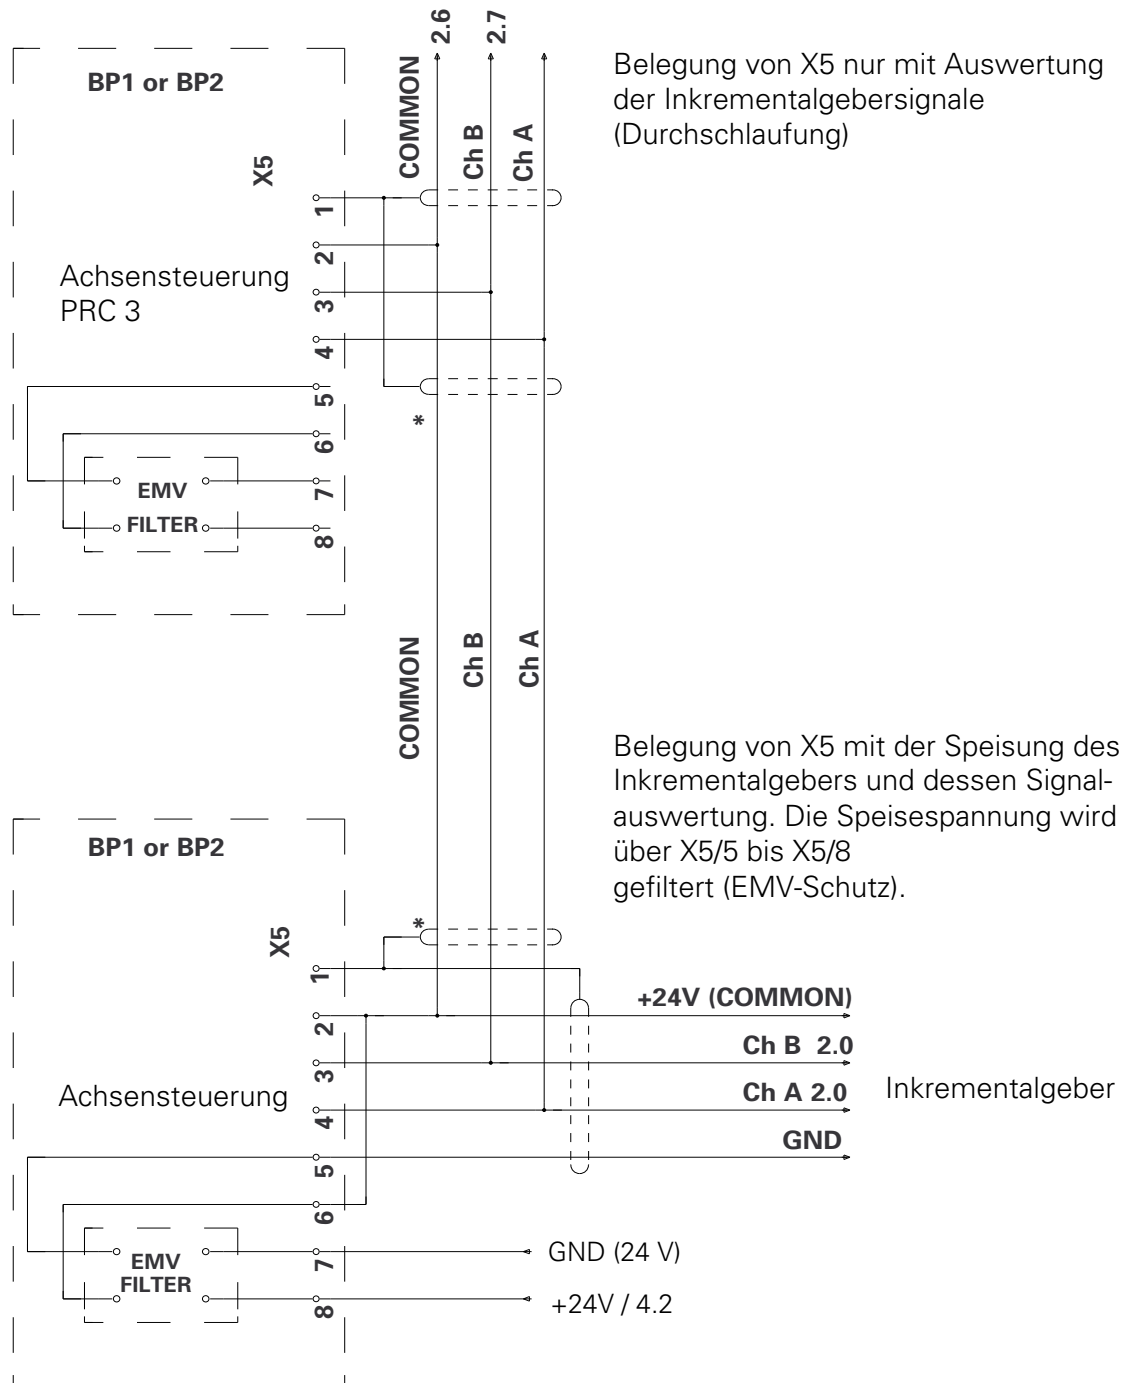 2.6
2.7
BP1 or BP2
COMMON
Ch B
Ch A
Belegung von X5 nur mit Auswertung
der Inkrementalgebersignale
(Durchschlaufung)
X5
1
2
Achsensteuerung
PRC 3
3
4
5
*
6
EMV
7
FILTER
8
COMMON
Ch B
Ch A
Belegung von X5 mit der Speisung des
Inkrementalgebers und dessen Signal-
auswertung. Die Speisespannung wird
über X5/5 bis X5/8
gefiltert (EMV-Schutz).
BP1 or BP2
*
X5
1
+24V (COMMON)
2
Ch B 2.0
3
Achsensteuerung
Ch A 2.0
Inkrementalgeber
4
GND
5
6
EMV
FILTER
7
GND (24 V)
8
+24V / 4.2